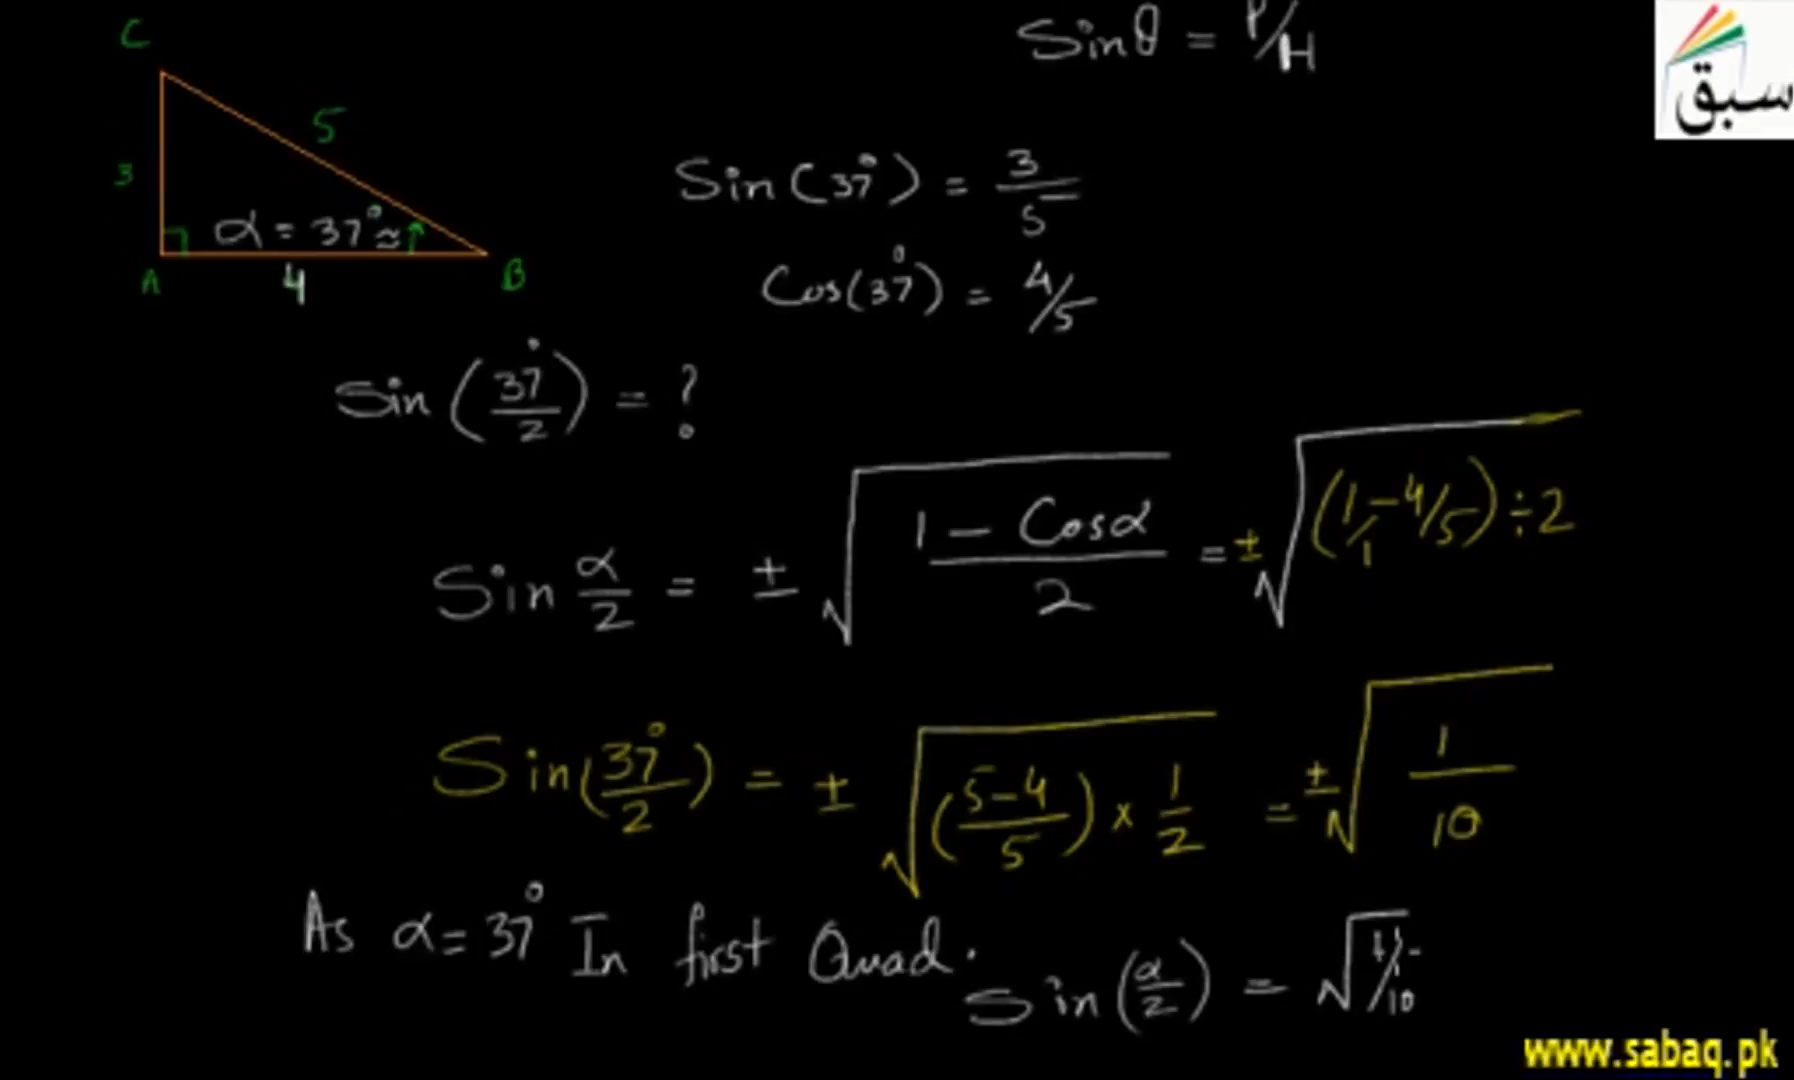 C
Sinθ = P/H
سبق
5
3
Sin(37°) = 3/5
α = 37° ≈
A
4
B
Cos(37°) = 4/5
Sin(37°/2) = ?
Sin α/2 = ± √((1 - Cosα)/2) = ± √((1/1 - 4/5) ÷ 2)
Sin(37°/2) = ± √(((5-4)/5) × 1/2) = ± √(1/10)
As α = 37° In first Quad.
Sin(α/2) = √(1/10)
www.sabaq.pk